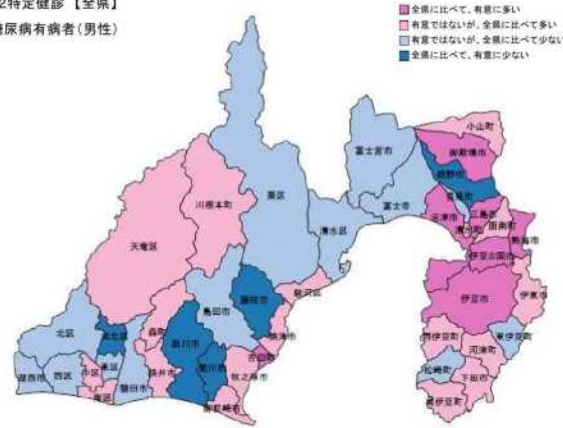 2特定健診【全県】
糖尿病有病者(男性)
全県に比べて、有意に多い
有意ではないが、全県に比べて多い
有意ではないが、全県に比べて少ない
全県に比べて、有意に少ない
小山町
御殿場市
富士宮市
裾野市
長泉町
葵区
川根本町
富士市
沼津市
三島市
清水町
函南町
熱海市
清水区
伊豆の国市
天竜区
伊豆市
伊東市
駿河区
藤枝市
島田市
焼津市
北区
浜北区
森町
掛川市
西伊豆町
東伊豆町
吉田町
河津町
湖西市
西区
中区
東区
磐田市
袋井市
菊川市
牧之原市
松崎町
下田市
南区
御前崎市
南伊豆町